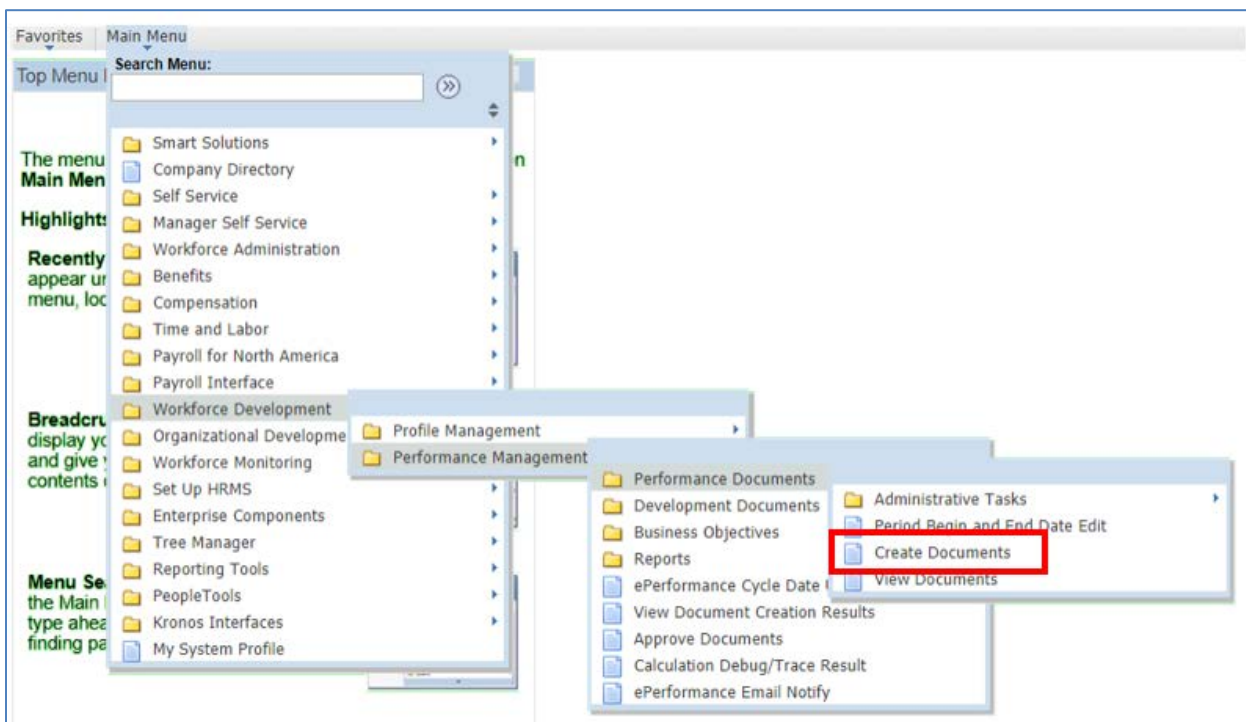 Favorites Main Menu
Top Menu
Search Menu:
Smart Solutions
Company Directory
Self Service
Manager Self Service
Workforce Administration
Benefits
Compensation
Time and Labor
Payroll for North America
Payroll Interface
Workforce Development
Organizational Developme
Workforce Monitoring
Set Up HRMS
Enterprise Components
Tree Manager
Reporting Tools
PeopleTools
Kronos Interfaces
My System Profile
The menu
Main Men
Highlights
Recently
appear
menu, loc
Breadcru
display yo
and give
contents
Menu Se
the Main
type ahea
finding pa
Profile Management
Performance Management
Performance Documents
Development Documents
Business Objectives
Reports
ePerformance Cycle Date
View Document Creation Results
Approve Documents
Calculation Debug/Trace Result
ePerformance Email Notify
Administrative Tasks
Period Begin and End Date Edit
Create Documents
View Documents